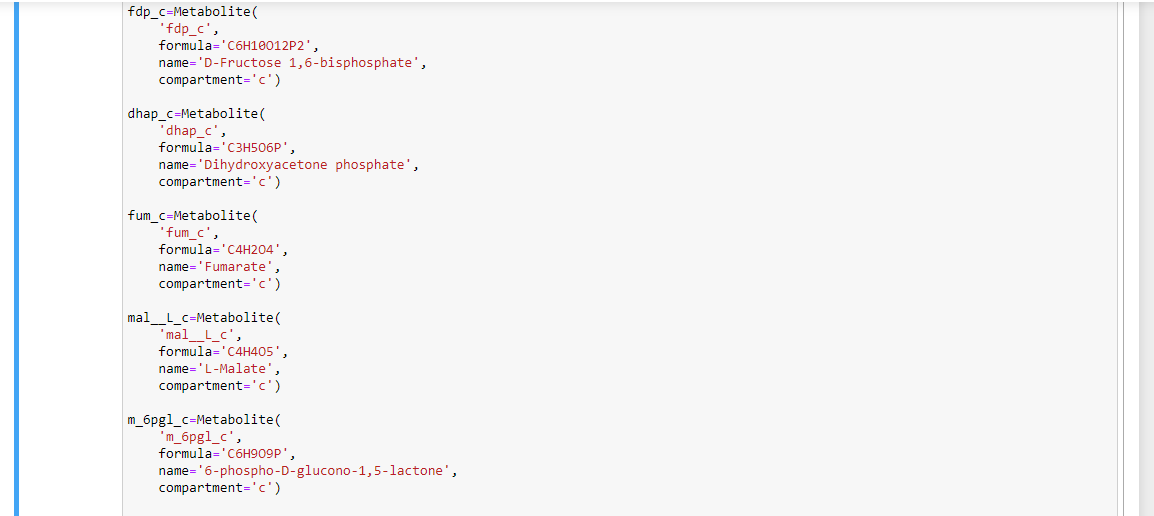 fdp_c=Metabolite(
    'fdp_c',
    formula='C6H10O12P2',
    name='D-Fructose 1,6-bisphosphate',
    compartment='c')
dhap_c=Metabolite(
    'dhap_c',
    formula='C3H5O6P',
    name='Dihydroxyacetone phosphate',
    compartment='c')
fum_c=Metabolite(
    'fum_c',
    formula='C4H2O4',
    name='Fumarate',
    compartment='c')
mal__L_c=Metabolite(
    'mal__L_c',
    formula='C4H4O5',
    name='L-Malate',
    compartment='c')
m_6pgl_c=Metabolite(
    'm_6pgl_c',
    formula='C6H9O9P',
    name='6-phospho-D-glucono-1,5-lactone',
    compartment='c')